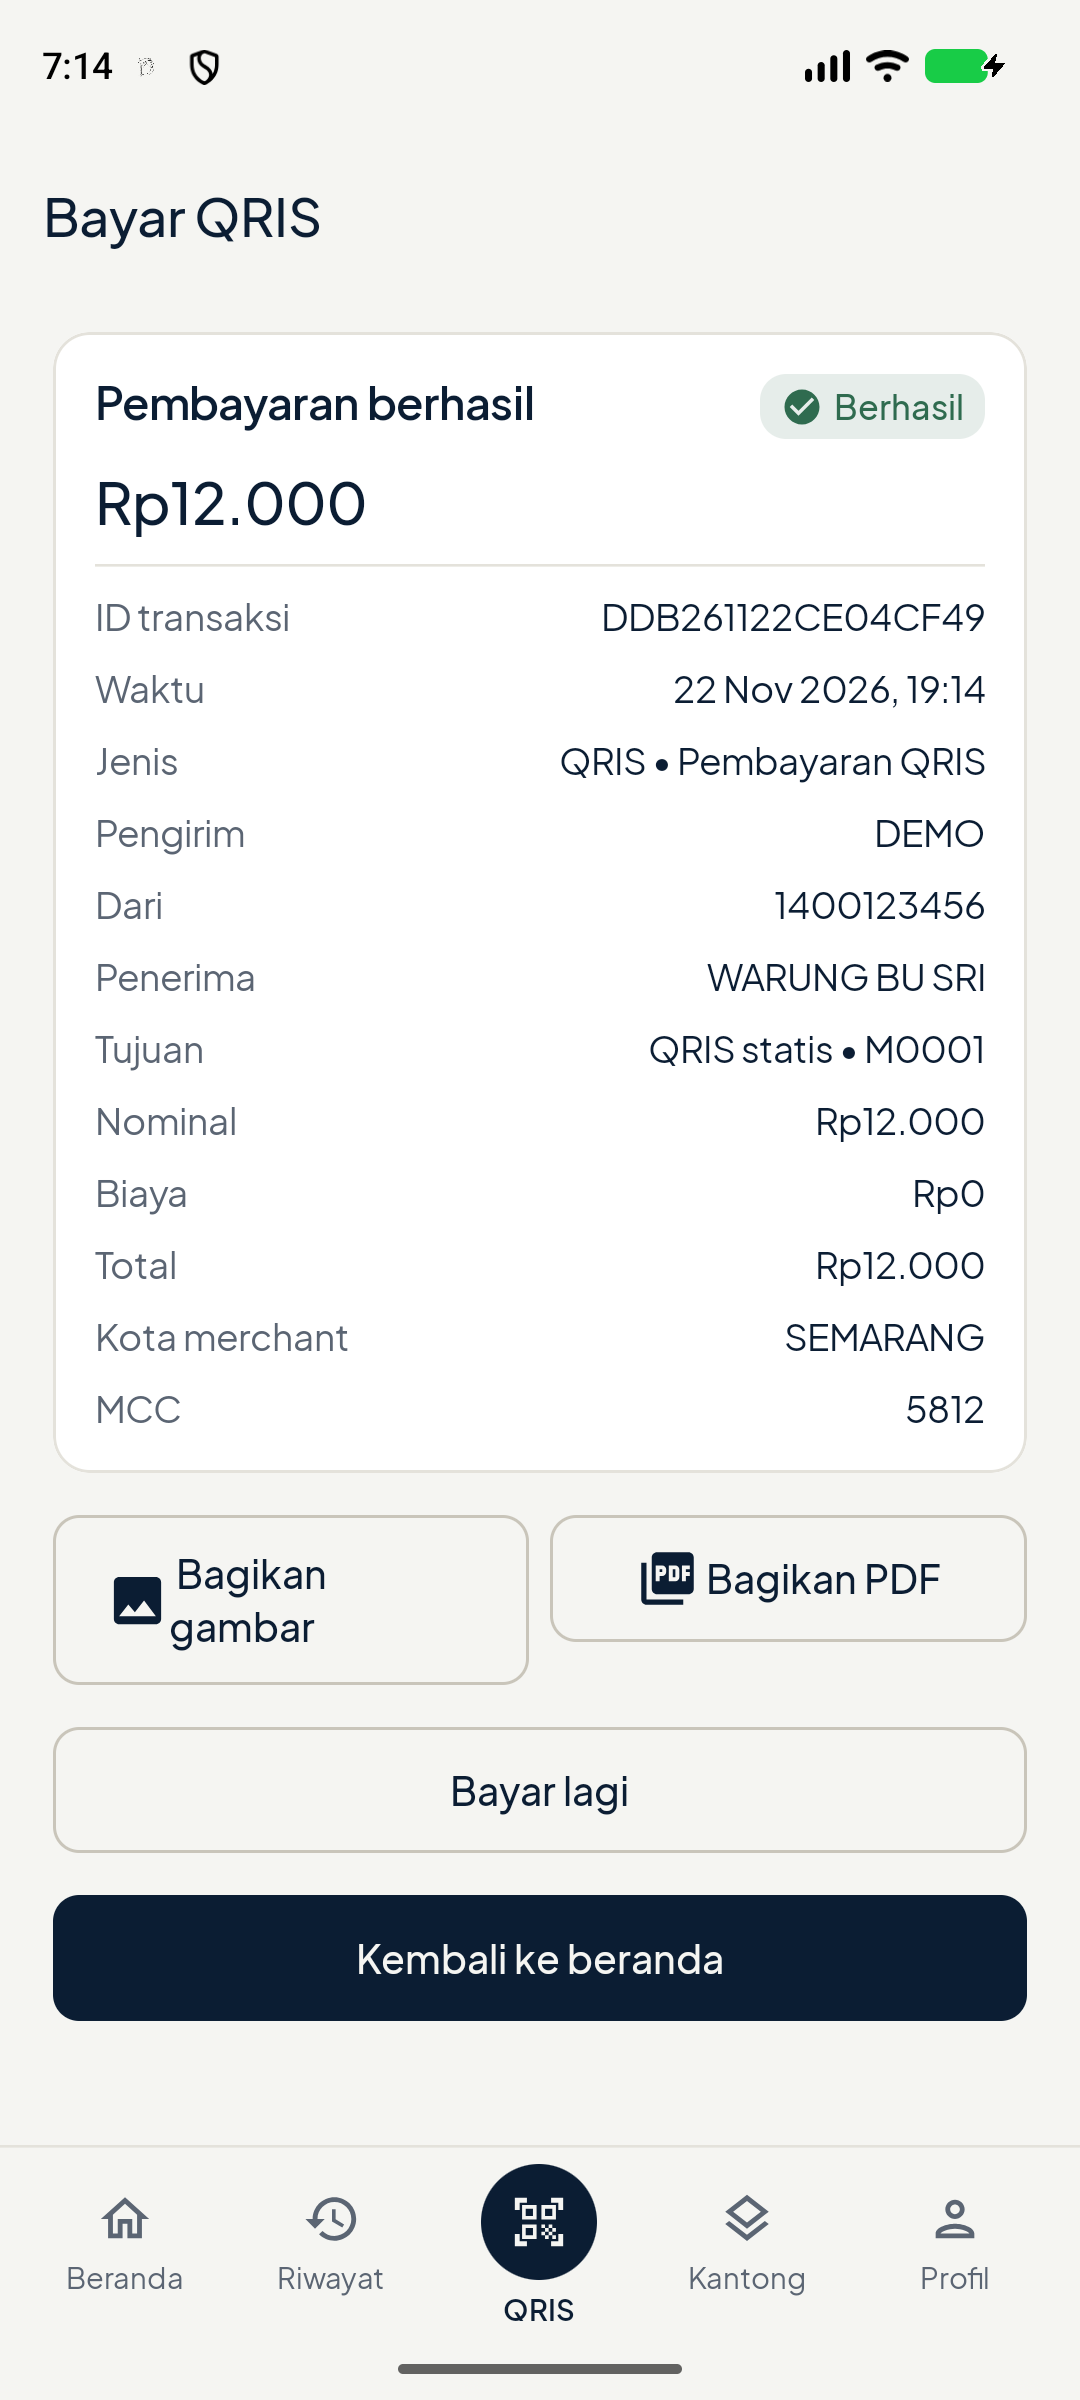 7:14
Bayar QRIS
Pembayaran berhasil
Berhasil
Rp12.000
ID transaksi DDB261122CE04CF49
Waktu 22 Nov 2026, 19:14
Jenis QRIS • Pembayaran QRIS
Pengirim DEMO
Dari 1400123456
Penerima WARUNG BU SRI
Tujuan QRIS statis • M0001
Nominal Rp12.000
Biaya Rp0
Total Rp12.000
Kota merchant SEMARANG
MCC 5812
Bagikan
gambar
PDF Bagikan PDF
Bayar lagi
Kembali ke beranda
Beranda
Riwayat
QRIS
Kantong
Profil